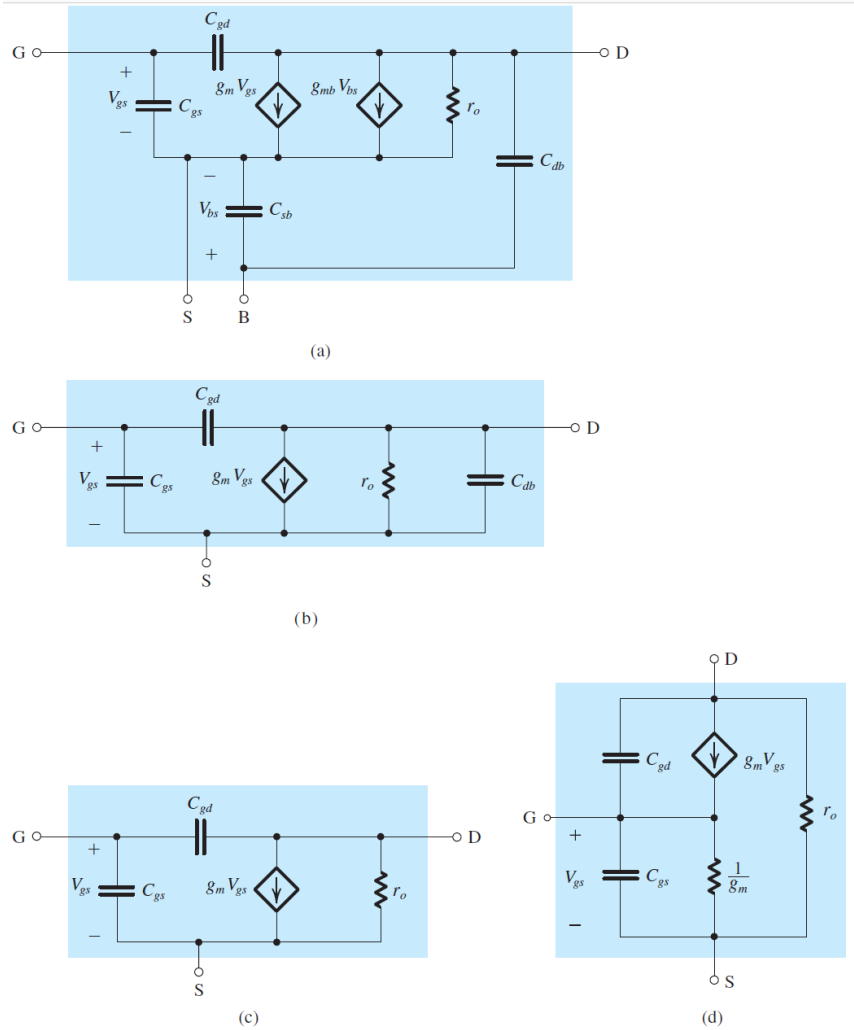 C_gd
G
D
+
V_gs
C_gs
−
g_m V_gs
g_mb V_bs
r_o
C_db
−
V_bs
C_sb
+
S
B
(a)
C_gd
G
D
+
V_gs
C_gs
−
g_m V_gs
r_o
C_db
S
(b)
C_gd
G
D
+
V_gs
C_gs
−
g_m V_gs
r_o
S
(c)
D
C_gd
g_m V_gs
r_o
G
+
V_gs
C_gs
1/g_m
−
S
(d)